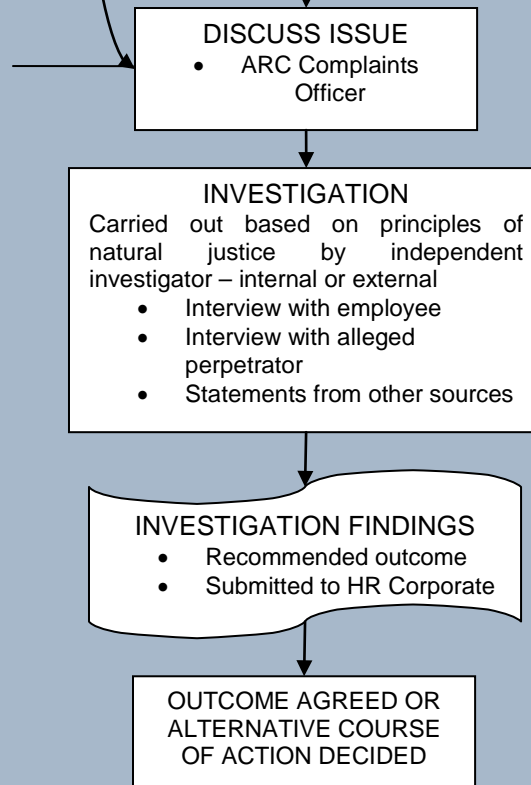 DISCUSS ISSUE
• ARC Complaints
Officer
INVESTIGATION
Carried out based on principles of
natural justice by independent
investigator – internal or external
• Interview with employee
• Interview with alleged
perpetrator
• Statements from other sources
INVESTIGATION FINDINGS
• Recommended outcome
• Submitted to HR Corporate
OUTCOME AGREED OR
ALTERNATIVE COURSE
OF ACTION DECIDED